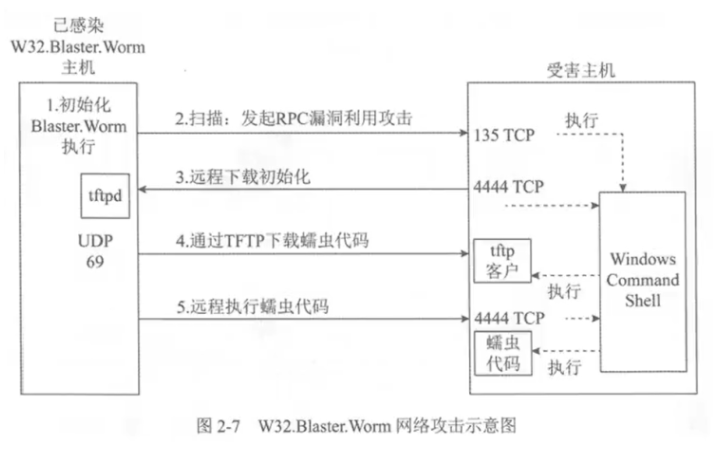 已感染
W32.Blaster.Worm
主机
受害主机
1.初始化
Blaster.Worm
执行
2.扫描：发起RPC漏洞利用攻击
135 TCP
执行
3.远程下载初始化
4444 TCP
tftpd
UDP
69
4.通过TFTP下载蠕虫代码
tftp
客户
执行
Windows
Command
Shell
5.远程执行蠕虫代码
4444 TCP
蠕虫
代码
执行
图 2-7 W32.Blaster.Worm 网络攻击示意图